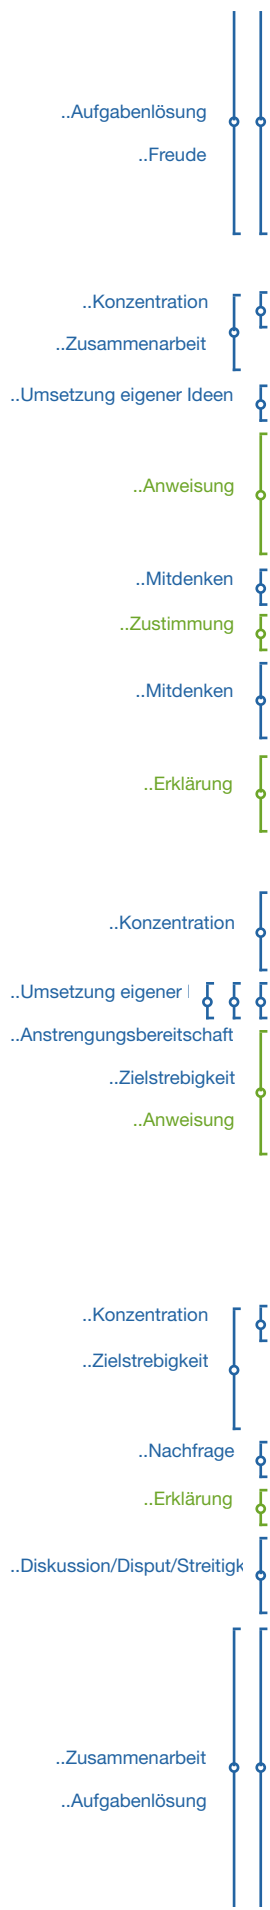 ..Aufgabenlösung
..Freude
..Konzentration
..Zusammenarbeit
..Umsetzung eigener Ideen
..Anweisung
..Mitdenken
..Zustimmung
..Mitdenken
..Erklärung
..Konzentration
..Umsetzung eigener
..Anstrengungsbereitschaft
..Zielstrebigkeit
..Anweisung
..Konzentration
..Zielstrebigkeit
..Nachfrage
..Erklärung
..Diskussion/Disput/Streitigk
..Zusammenarbeit
..Aufgabenlösung